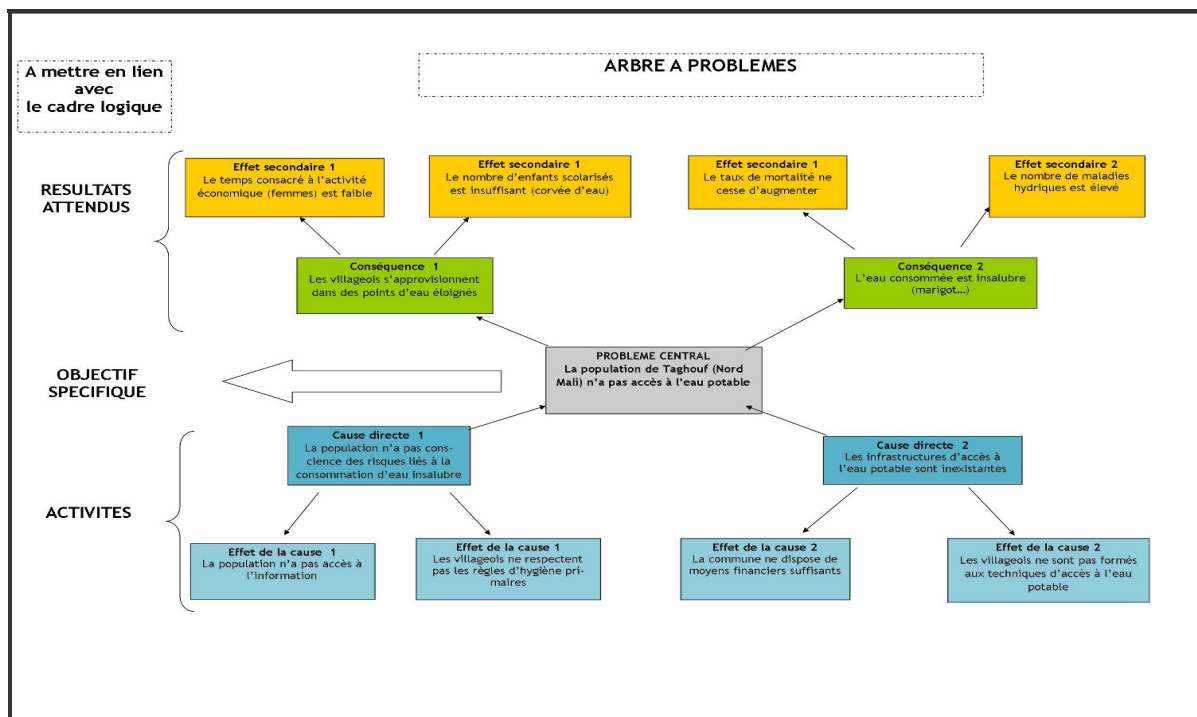 A mettre en lien
avec
le cadre logique
ARBRE A PROBLEMES
RESULTATS
ATTENDUS
Effet secondaire 1
Le temps consacré à l'activité
économique (femmes) est faible
Effet secondaire 1
Le nombre d'enfants scolarisés
est insuffisant (corvée d'eau)
Effet secondaire 1
Le taux de mortalité ne
cesse d'augmenter
Effet secondaire 2
Le nombre de maladies
hydriques est élevé
Conséquence 1
Les villageois s'approvisionnent
dans des points d'eau éloignés
Conséquence 2
L'eau consommée est insalubre
(marigot…)
OBJECTIF
SPECIFIQUE
PROBLEME CENTRAL
La population de Taghouf (Nord
Mali) n'a pas accès à l'eau potable
ACTIVITES
Cause directe 1
La population n'a pas cons-
cience des risques liés à la
consommation d'eau insalubre
Cause directe 2
Les infrastructures d'accès à
l'eau potable sont inexistantes
Effet de la cause 1
La population n'a pas accès à
l'information
Effet de la cause 1
Les villageois ne respectent
pas les règles d'hygiène pri-
maires
Effet de la cause 2
La commune ne dispose de
moyens financiers suffisants
Effet de la cause 2
Les villageois ne sont pas formés
aux techniques d'accès à l'eau
potable